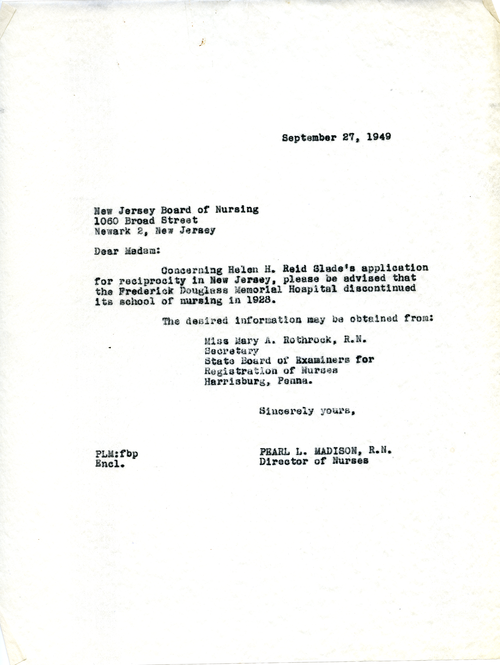 September 27, 1949
New Jersey Board of Nursing
1060 Broad Street
Newark 2, New Jersey
Dear Madam:
Concerning Helen H. Reid Slade's application
for reciprocity in New Jersey, please be advised that
the Frederick Douglass Memorial Hospital discontinued
its school of nursing in 1923.
The desired information may be obtained from:
Miss Mary A. Rothrock, R.N.
Secretary
State Board of Examiners for
Registration of Nurses
Harrisburg, Penna.
Sincerely yours,
PLM:fbp
Encl.
PEARL L. MADISON, R.N.
Director of Nurses